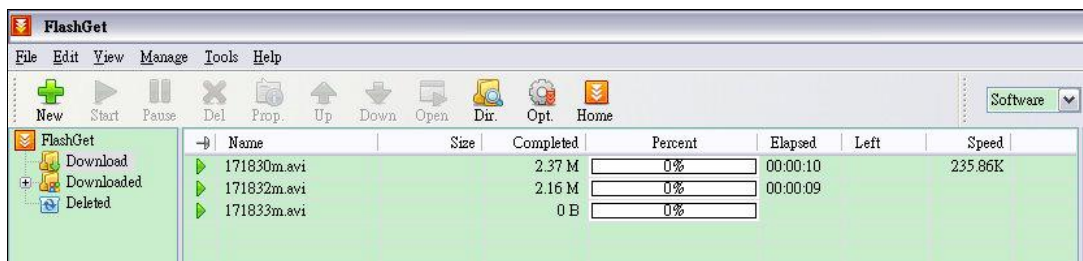 FlashGet
File Edit View Manage Tools Help
New Start Pause Del Prop. Up Down Open Dir. Opt. Home Software
FlashGet
Download
Downloaded
Deleted
Name Size Completed Percent Elapsed Left Speed
171830m.avi 2.37 M 0% 00:00:10 235.86K
171832m.avi 2.16 M 0% 00:00:09
171833m.avi 0 B 0%